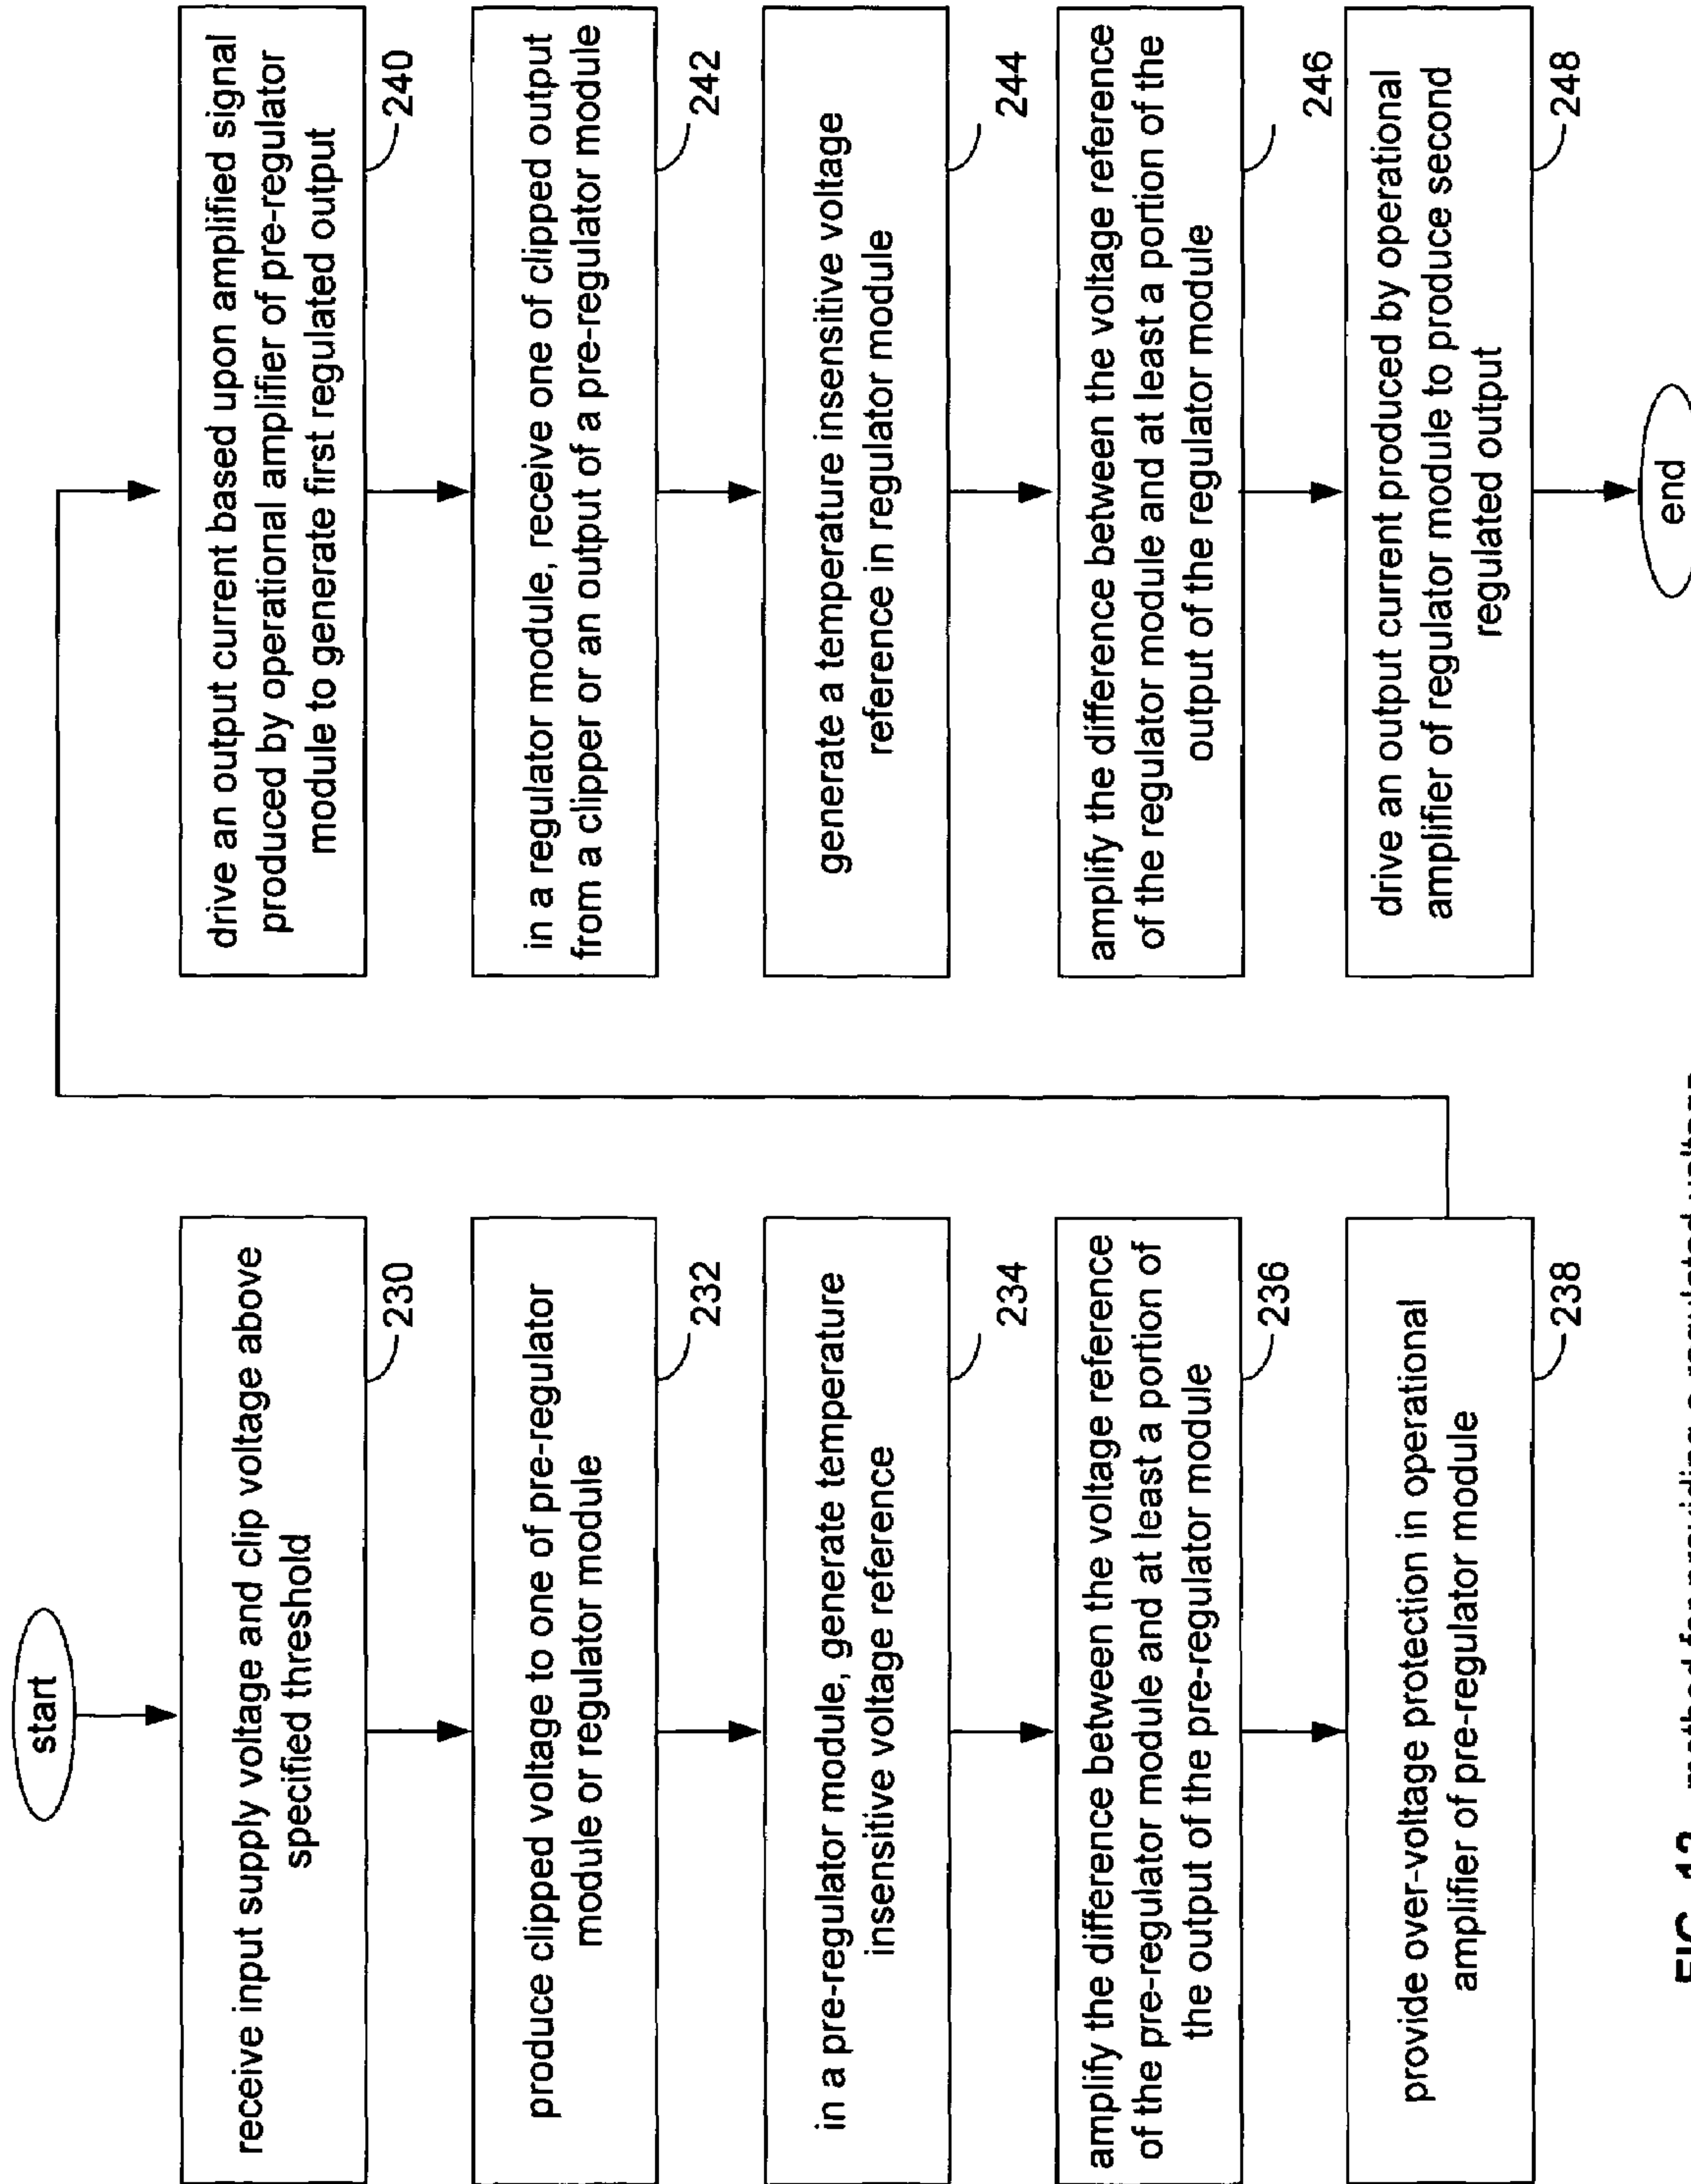 start
receive input supply voltage and clip voltage above
specified threshold
230
produce clipped voltage to one of pre-regulator
module or regulator module
232
in a pre-regulator module, generate temperature
insensitive voltage reference
234
amplify the difference between the voltage reference
of the pre-regulator module and at least a portion of
the output of the pre-regulator module
236
provide over-voltage protection in operational
amplifier of pre-regulator module
238
drive an output current based upon amplified signal
produced by operational amplifier of pre-regulator
module to generate first regulated output
240
in a regulator module, receive one of clipped output
from a clipper or an output of a pre-regulator module
242
generate a temperature insensitive voltage
reference in regulator module
244
amplify the difference between the voltage reference
of the regulator module and at least a portion of the
output of the regulator module
246
drive an output current produced by operational
amplifier of regulator module to produce second
regulated output
248
end
FIG. method for providing a regulated voltage